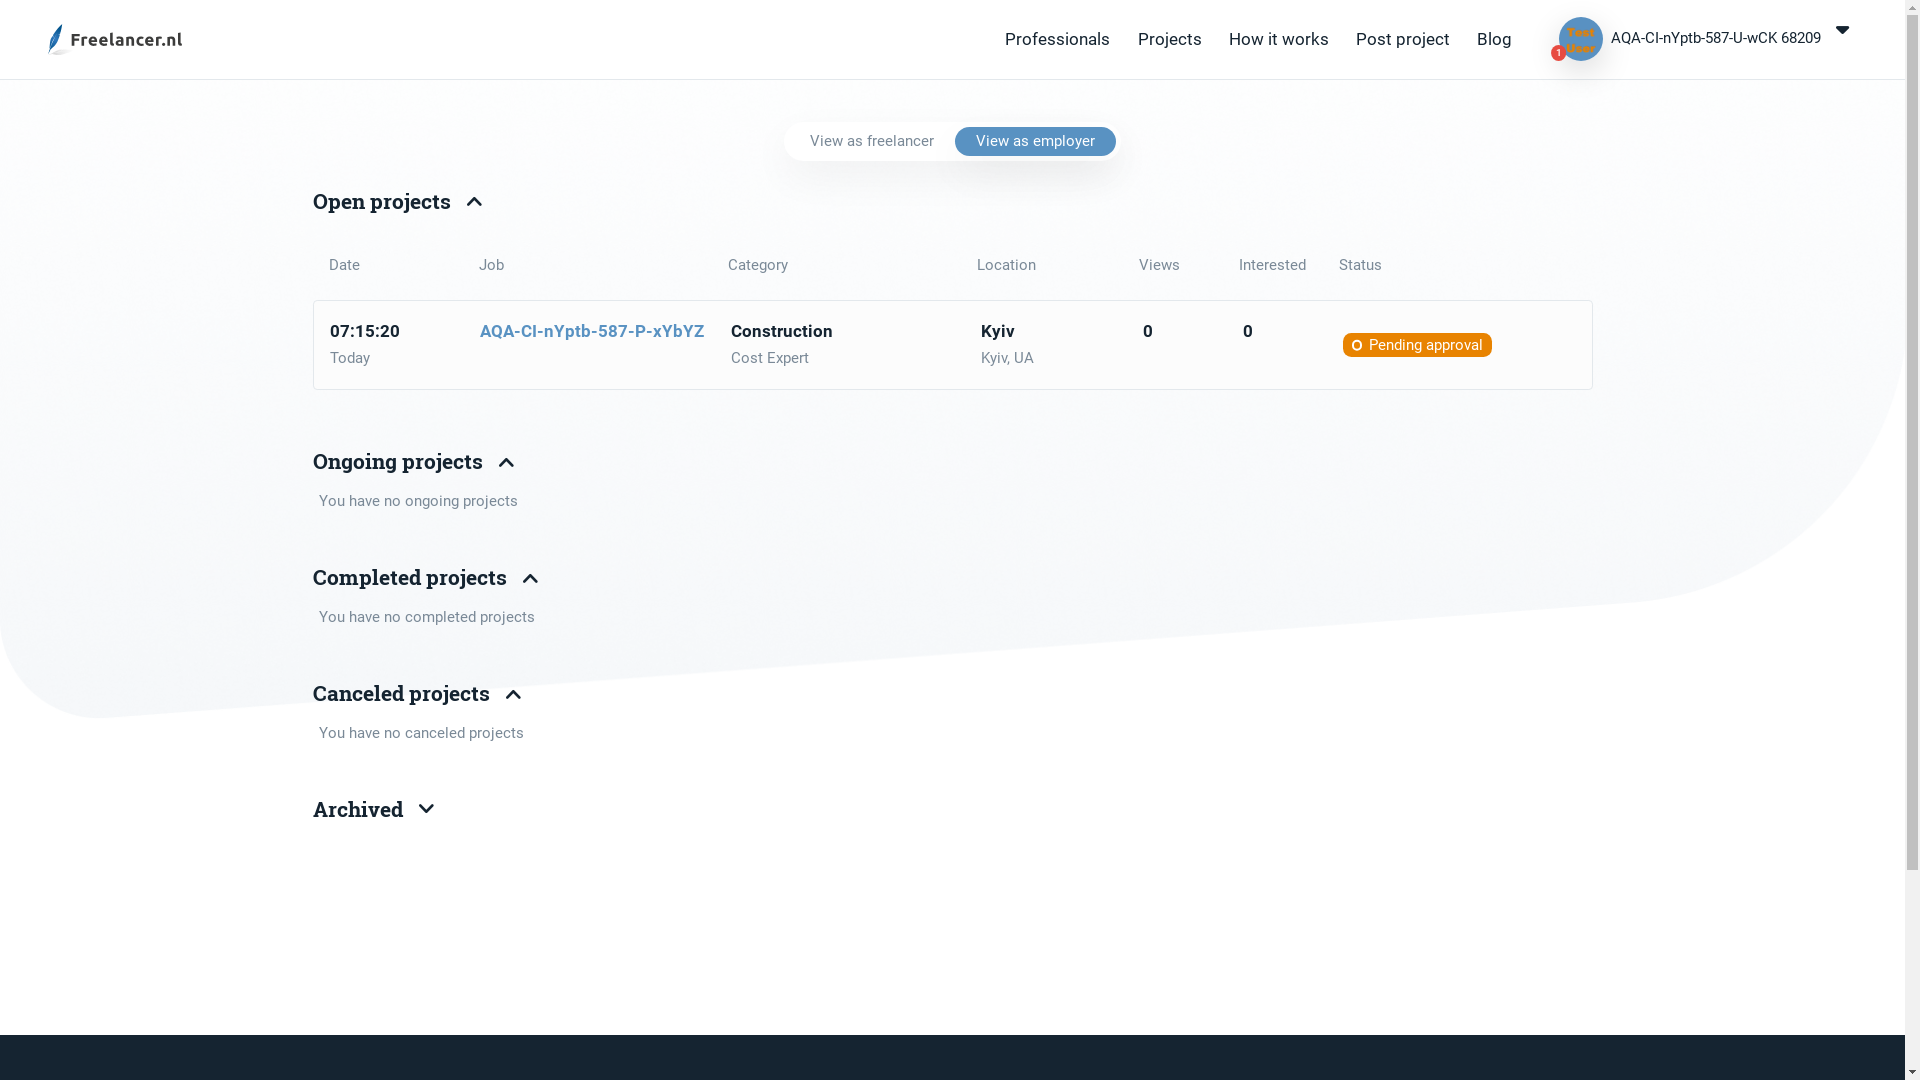 Freelancer.nl
Professionals Projects How it works Post project Blog
Test User
1
AQA-CI-nYptb-587-U-wCK 68209
View as freelancer View as employer
Open projects
Date Job Category Location Views Interested Status
07:15:20 AQA-CI-nYptb-587-P-xYbYZ Construction Kyiv 0 0
Pending approval
Today Cost Expert Kyiv, UA
Ongoing projects
You have no ongoing projects
Completed projects
You have no completed projects
Canceled projects
You have no canceled projects
Archived